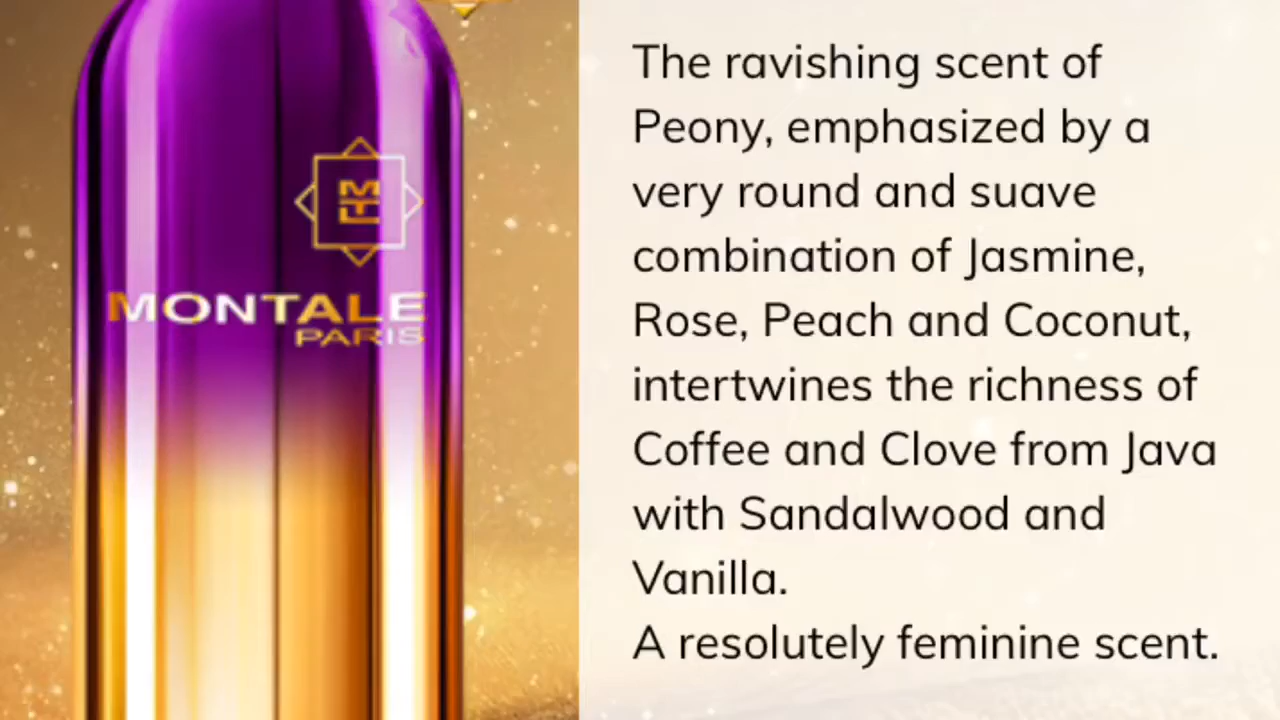 MTL
MONTALE
PARIS
The ravishing scent of
Peony, emphasized by a
very round and suave
combination of Jasmine,
Rose, Peach and Coconut,
intertwines the richness of
Coffee and Clove from Java
with Sandalwood and
Vanilla.
A resolutely feminine scent.